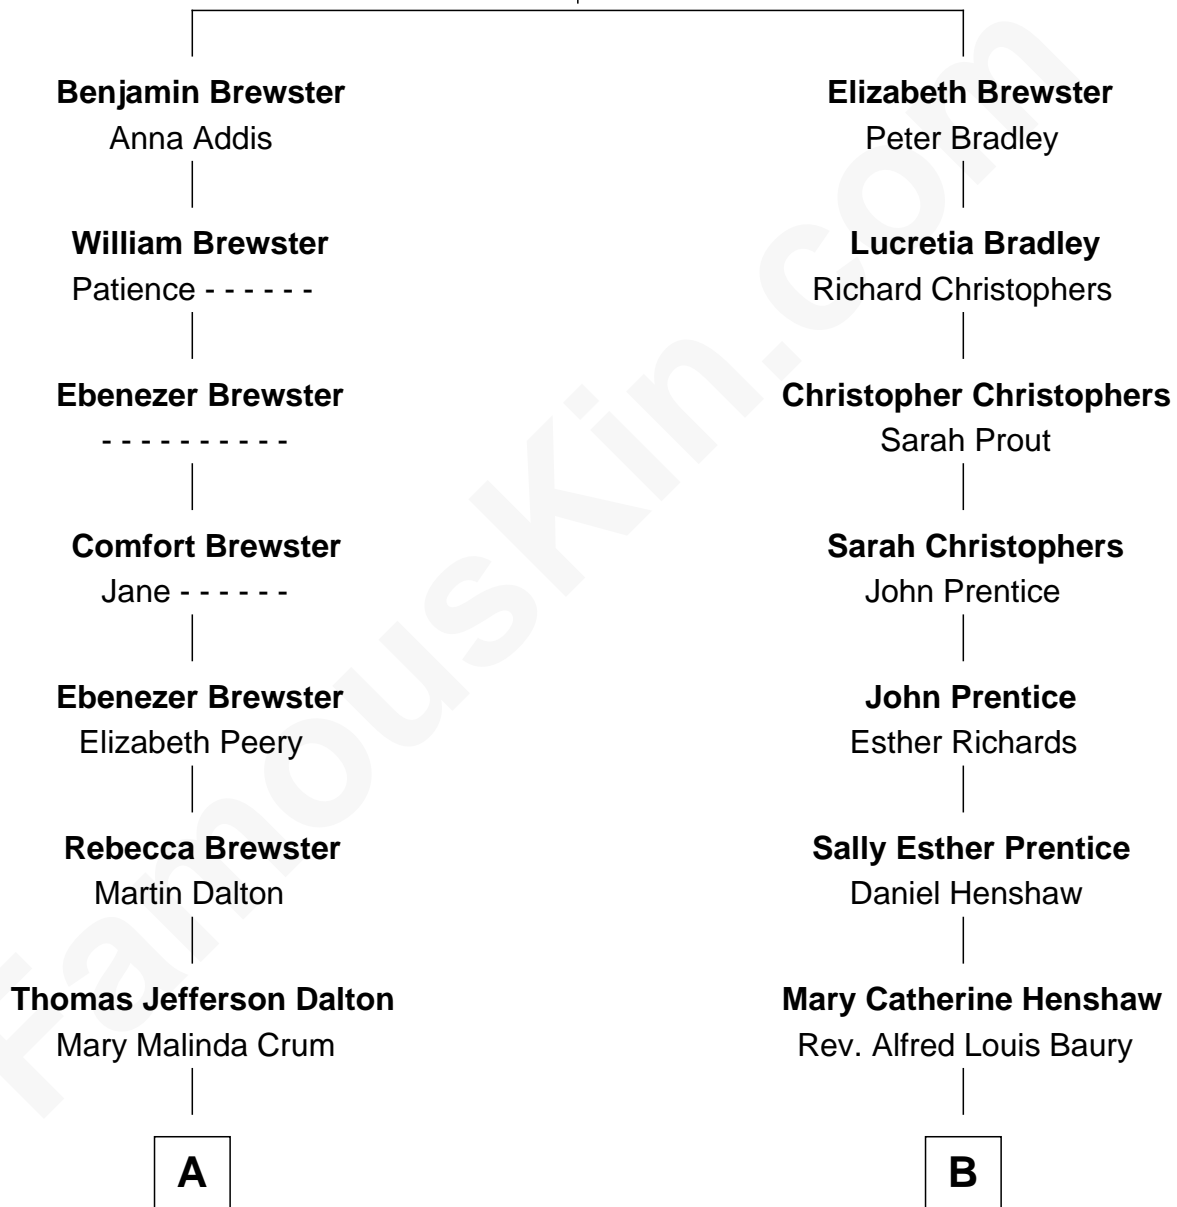 Benjamin Brewster
Anna Addis
Elizabeth Brewster
Peter Bradley
William Brewster
Patience - - - - - -
Lucretia Bradley
Richard Christophers
Ebenezer Brewster
- - - - - - - - - -
Christopher Christophers
Sarah Prout
Comfort Brewster
Jane - - - - - -
Sarah Christophers
John Prentice
Ebenezer Brewster
Elizabeth Peery
John Prentice
Esther Richards
Rebecca Brewster
Martin Dalton
Sally Esther Prentice
Daniel Henshaw
Thomas Jefferson Dalton
Mary Malinda Crum
Mary Catherine Henshaw
Rev. Alfred Louis Baury
A
B
FamousKin.com